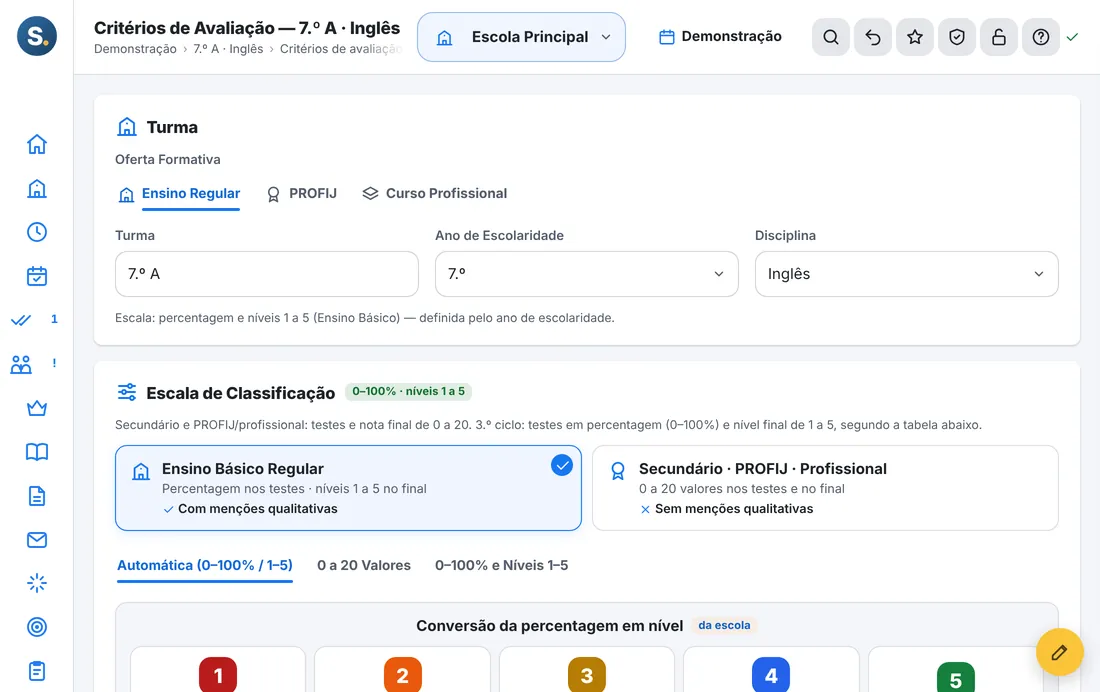 S.
Critérios de Avaliação — 7.º A · Inglês
Demonstração › 7.º A · Inglês › Critérios de avaliação
Escola Principal
Demonstração
1
!
Turma
Oferta Formativa
Ensino Regular
PROFIJ
Curso Profissional
Turma
Ano de Escolaridade
Disciplina
7.º A
7.º
Inglês
Escala: percentagem e níveis 1 a 5 (Ensino Básico) — definida pelo ano de escolaridade.
Escala de Classificação
0–100% · níveis 1 a 5
Secundário e PROFIJ/profissional: testes e nota final de 0 a 20. 3.º ciclo: testes em percentagem (0–100%) e nível final de 1 a 5, segundo a tabela abaixo.
Ensino Básico Regular
Percentagem nos testes · níveis 1 a 5 no final
Com menções qualitativas
Secundário · PROFIJ · Profissional
0 a 20 valores nos testes e no final
Sem menções qualitativas
Automática (0–100% / 1–5)
0 a 20 Valores
0–100% e Níveis 1–5
Conversão da percentagem em nível
da escola
1
2
3
4
5